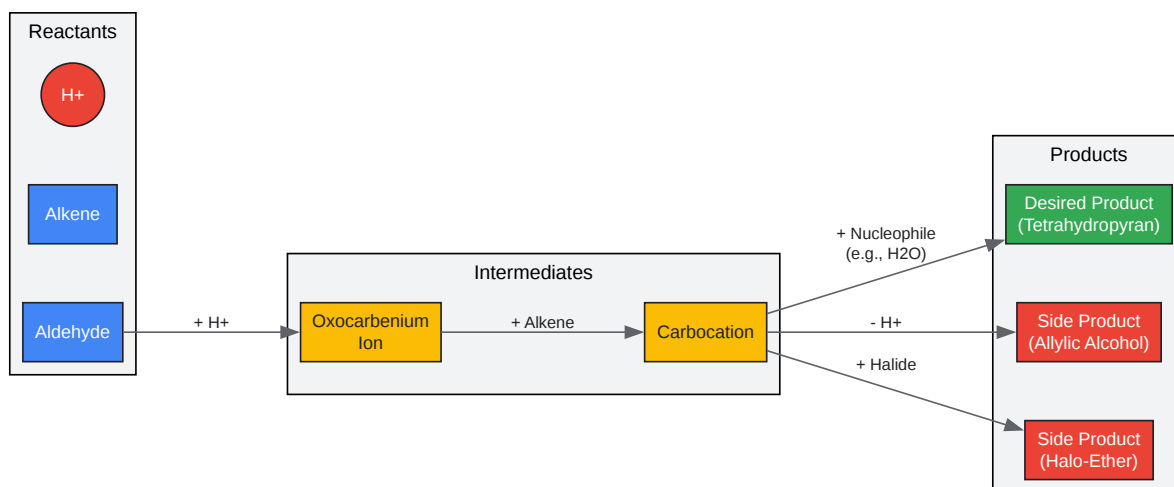 Reactants
H+
Alkene
Aldehyde
+ H+
Intermediates
Oxocarbenium
Ion
+ Alkene
Carbocation
+ Nucleophile
(e.g., H2O)
- H+
+ Halide
Products
Desired Product
(Tetrahydropyran)
Side Product
(Allylic Alcohol)
Side Product
(Halo-Ether)